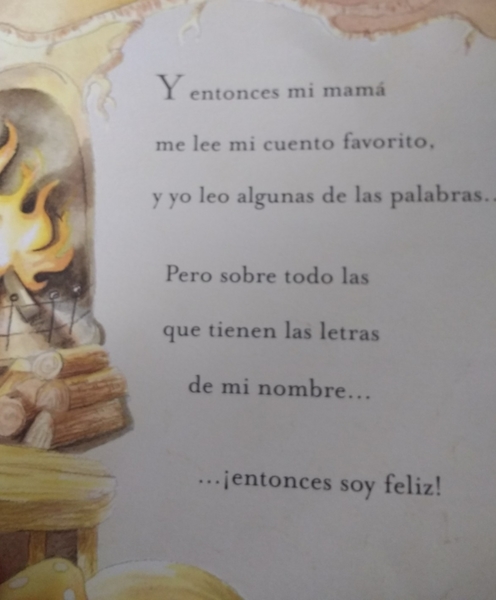 Y entonces mi mamá
me lee mi cuento favorito,
y yo leo algunas de las palabras..
Pero sobre todo las
que tienen las letras
de mi nombre...
...¡entonces soy feliz!